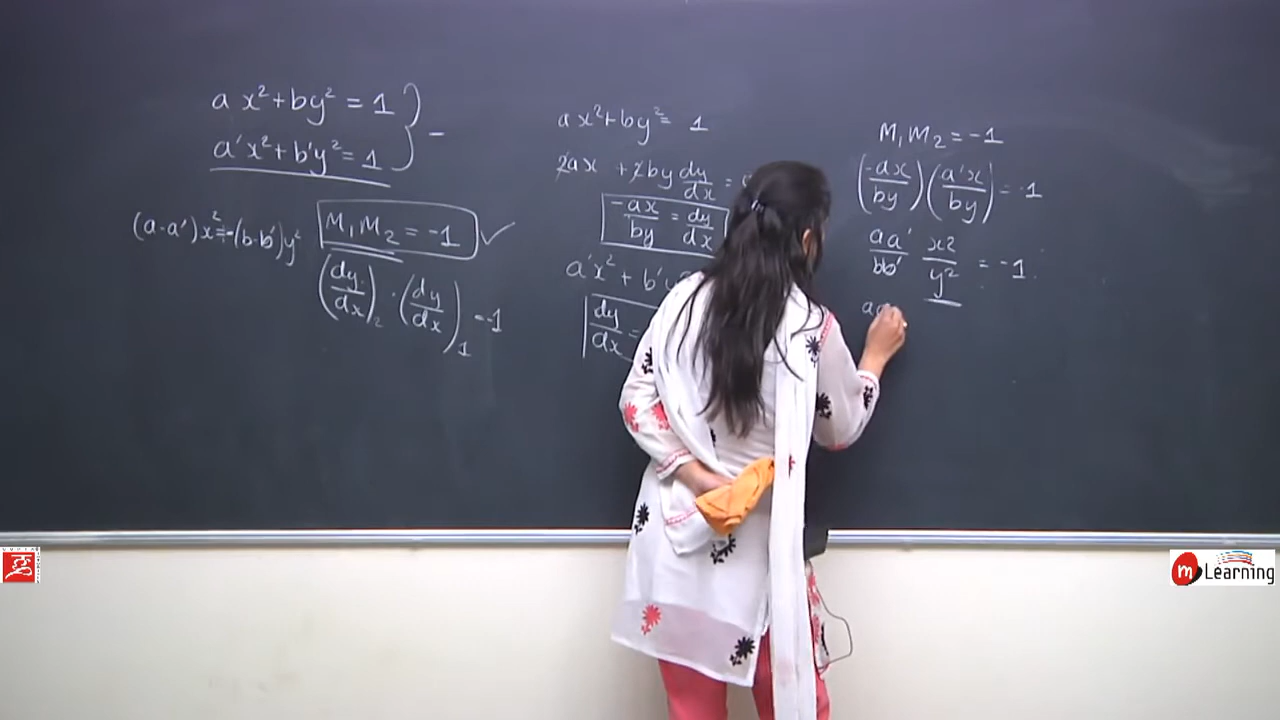 ax² + by² = 1
a'x² + b'y² = 1
(a-a')x² = -(b-b')y²
M₁M₂ = -1
(dy/dx)₂ · (dy/dx)₁ = -1
ax² + by² = 1
2ax + 2by dy/dx =
-ax/by = dy/dx
a'x² + b'y
dy/dx =
M₁M₂ = -1
(-ax/by)(a'x/by) = -1
aa'/bb' x²/y² = -1
a
m Learning